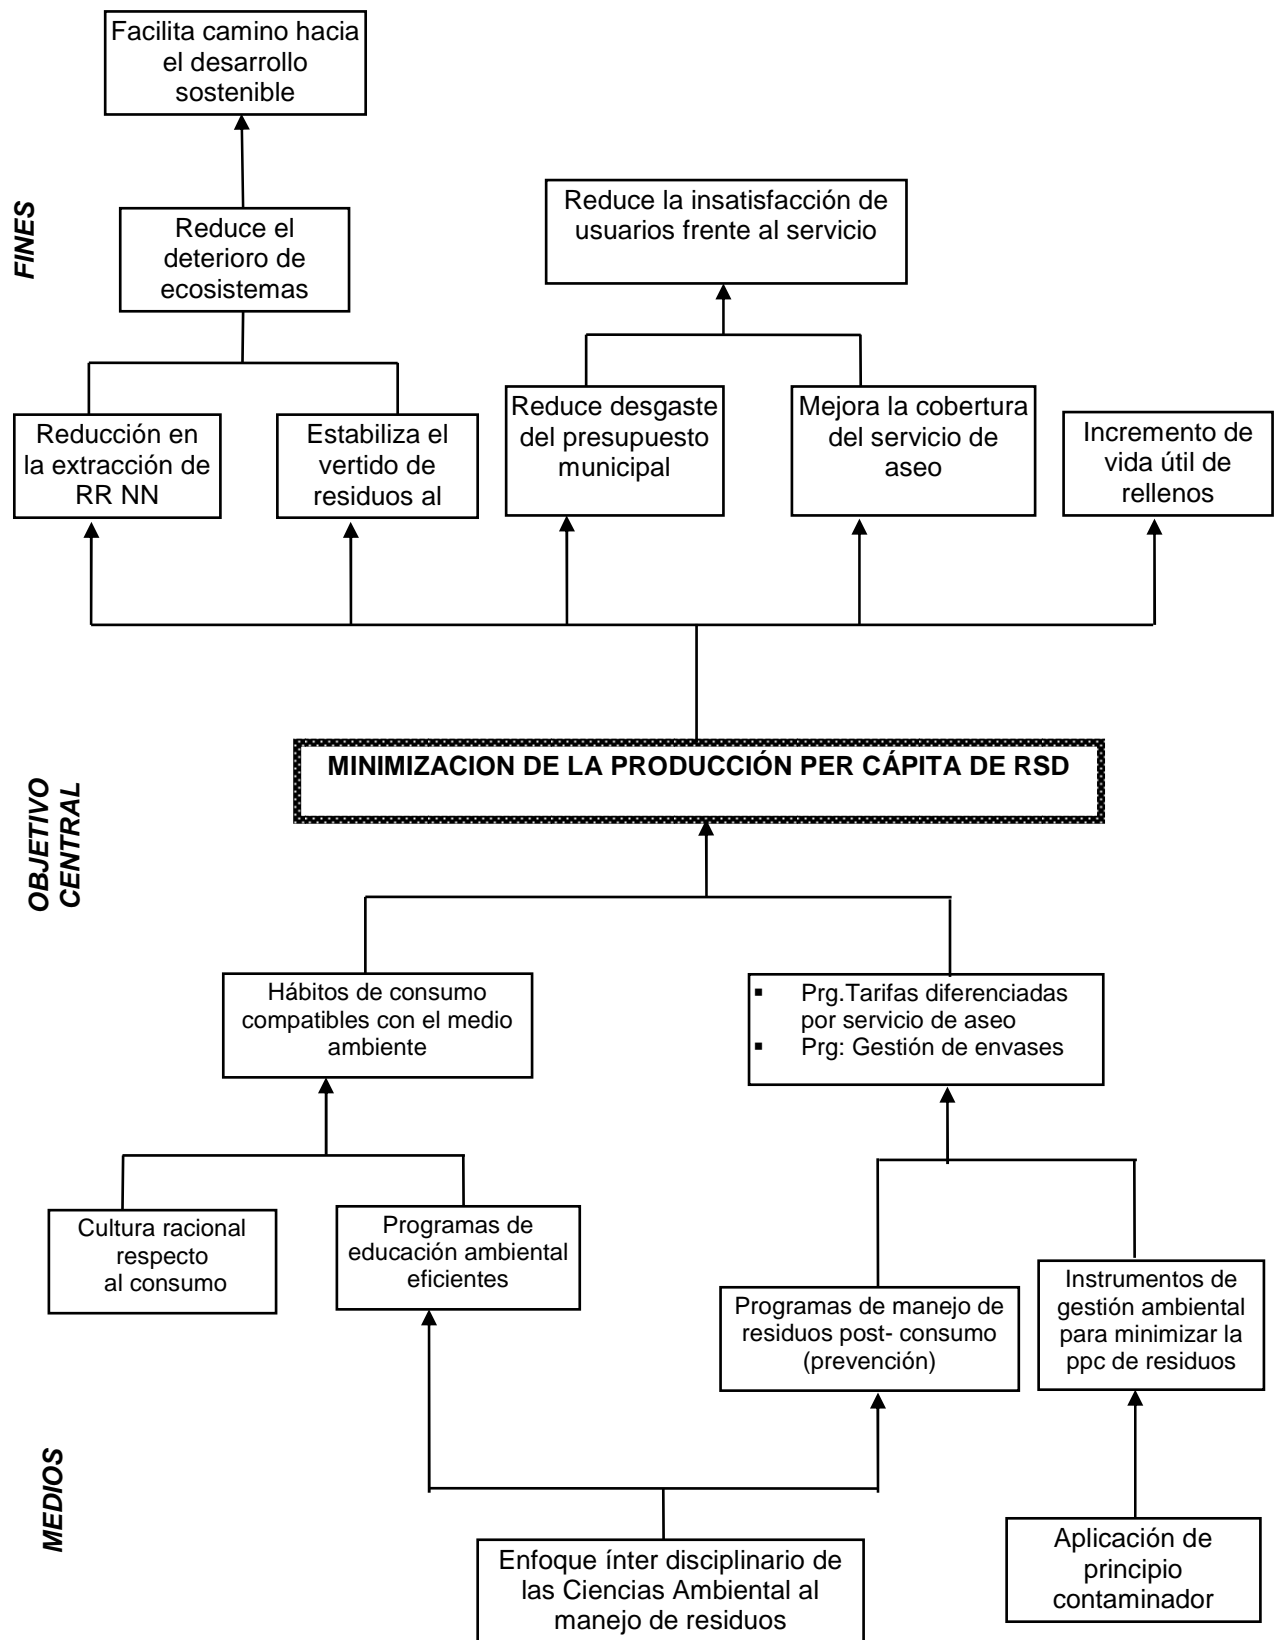 Facilita camino hacia
el desarrollo
sostenible
FINES
Reduce el
deterioro de
ecosistemas
Reduce la insatisfacción de
usuarios frente al servicio
Reducción en
la extracción de
RR NN
Estabiliza el
vertido de
residuos al
Reduce desgaste
del presupuesto
municipal
Mejora la cobertura
del servicio de
aseo
Incremento de
vida útil de
rellenos
OBJETIVO
CENTRAL
MINIMIZACION DE LA PRODUCCIÓN PER CÁPITA DE RSD
Hábitos de consumo
compatibles con el medio
ambiente
▪ Prg.Tarifas diferenciadas
por servicio de aseo
▪ Prg: Gestión de envases
Cultura racional
respecto
al consumo
Programas de
educación ambiental
eficientes
Programas de manejo de
residuos post- consumo
(prevención)
Instrumentos de
gestión ambiental
para minimizar la
ppc de residuos
MEDIOS
Enfoque ínter disciplinario de
las Ciencias Ambiental al
manejo de residuos
Aplicación de
principio
contaminador